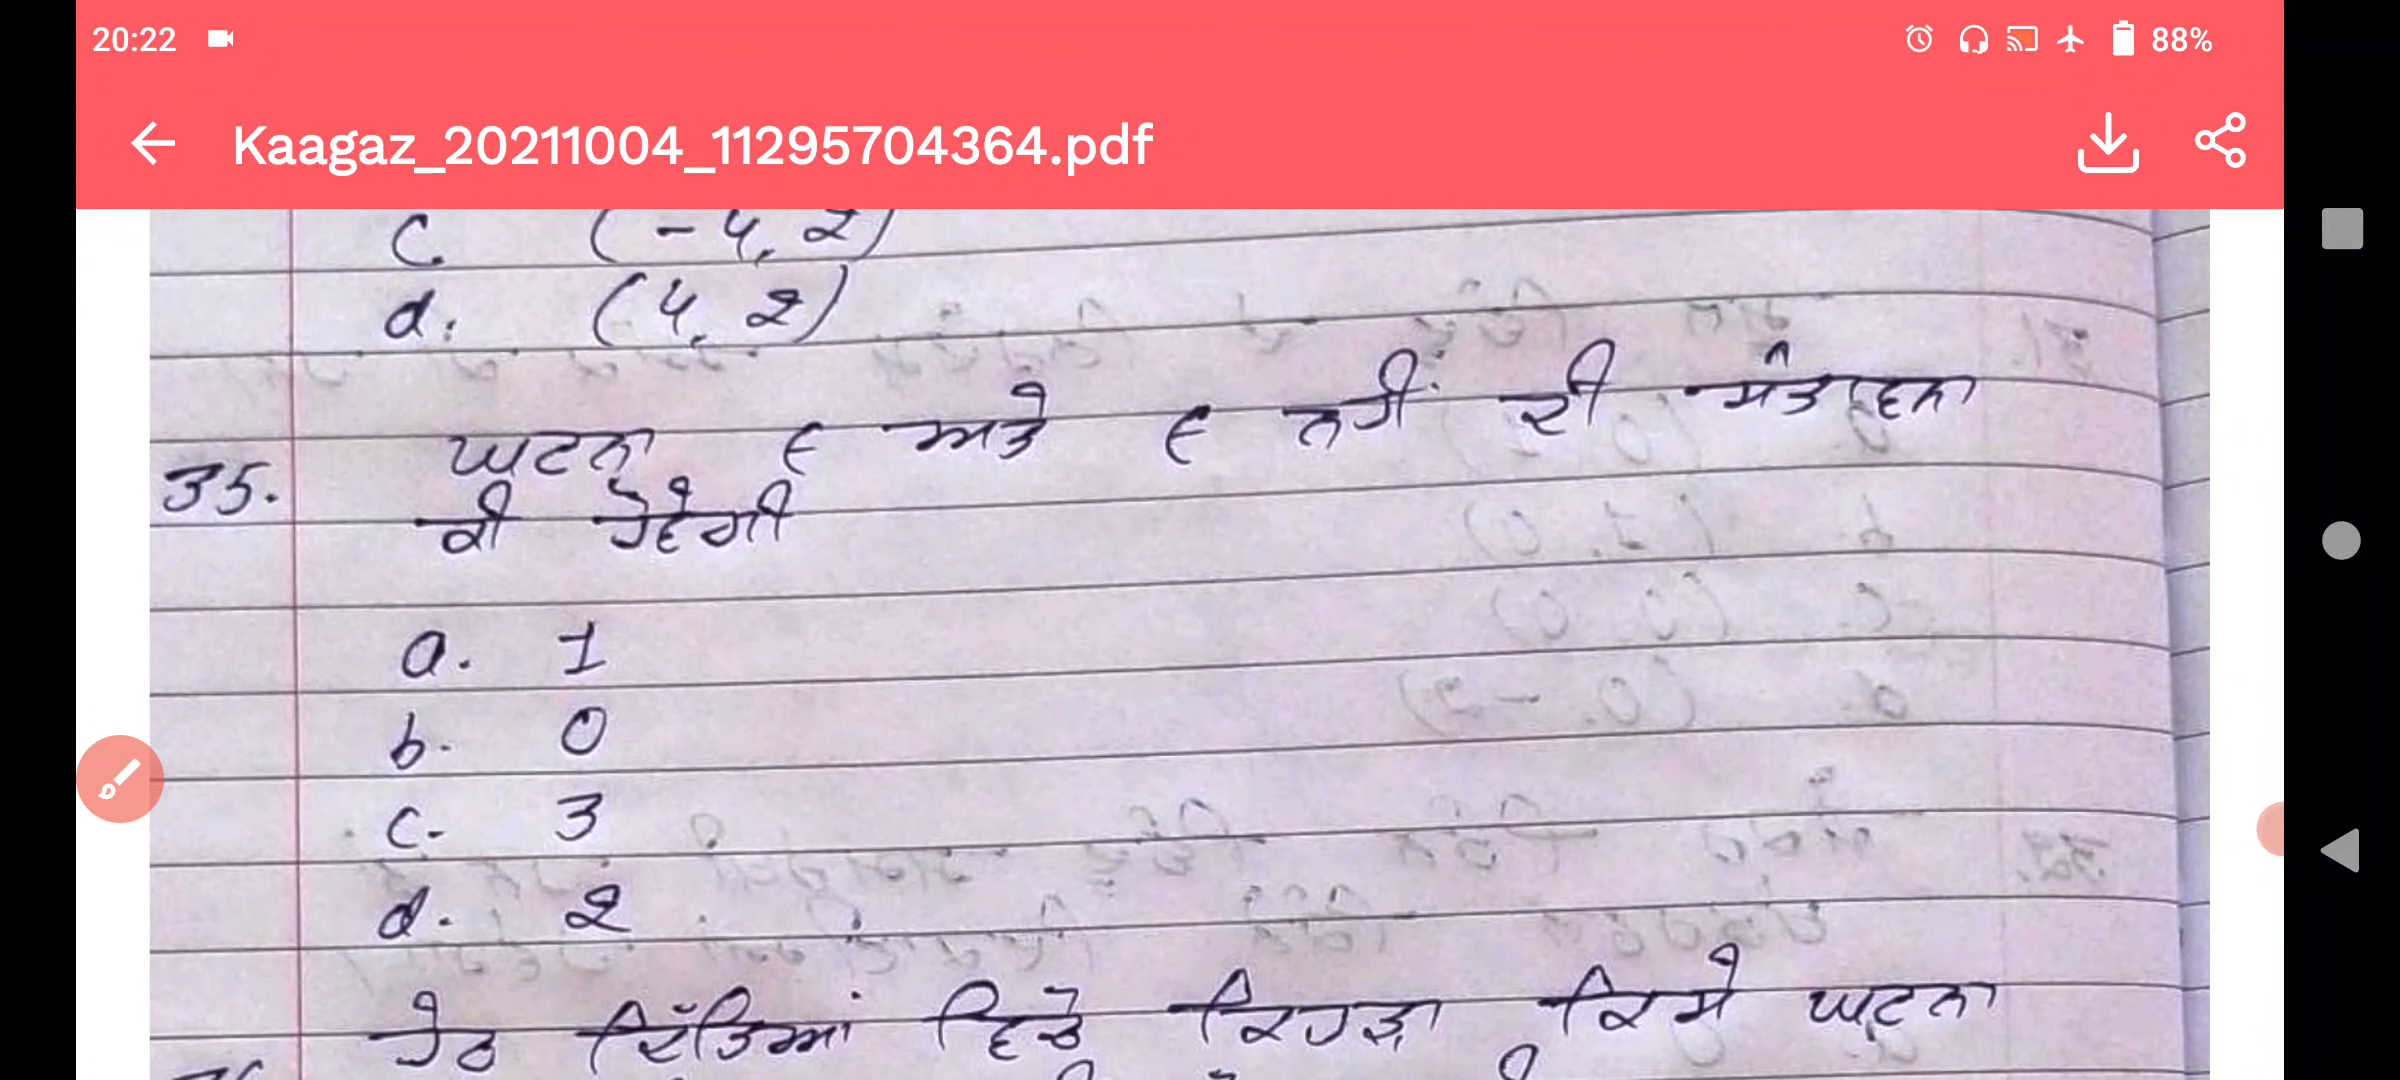 20:22 88%
Kaagaz_20211004_11295704364.pdf
c. (-4, 2)
d. (4, 2)
35. ਘਟਨਾ E ਅਤੇ E ਨਹੀਂ ਦੀ ਸੰਭਾਵਨਾ
ਕੀ ਹੋਵੇਗੀ
a. 1
b. 0
c. 3
d. 2
ਹੇਠ ਦਿੱਤਿਆਂ ਵਿਚੋਂ ਕਿਹੜਾ ਕਿਸੇ ਘਟਨਾ